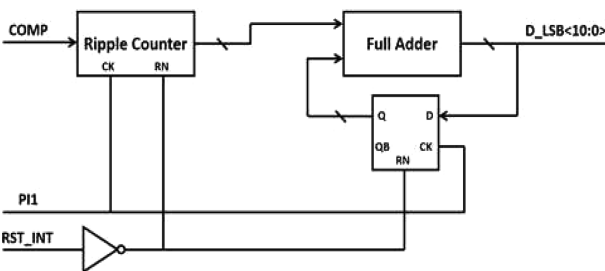 COMP
Ripple Counter
CK
RN
Full Adder
D_LSB<10:0>
Q
D
QB
CK
RN
PI1
RST_INT